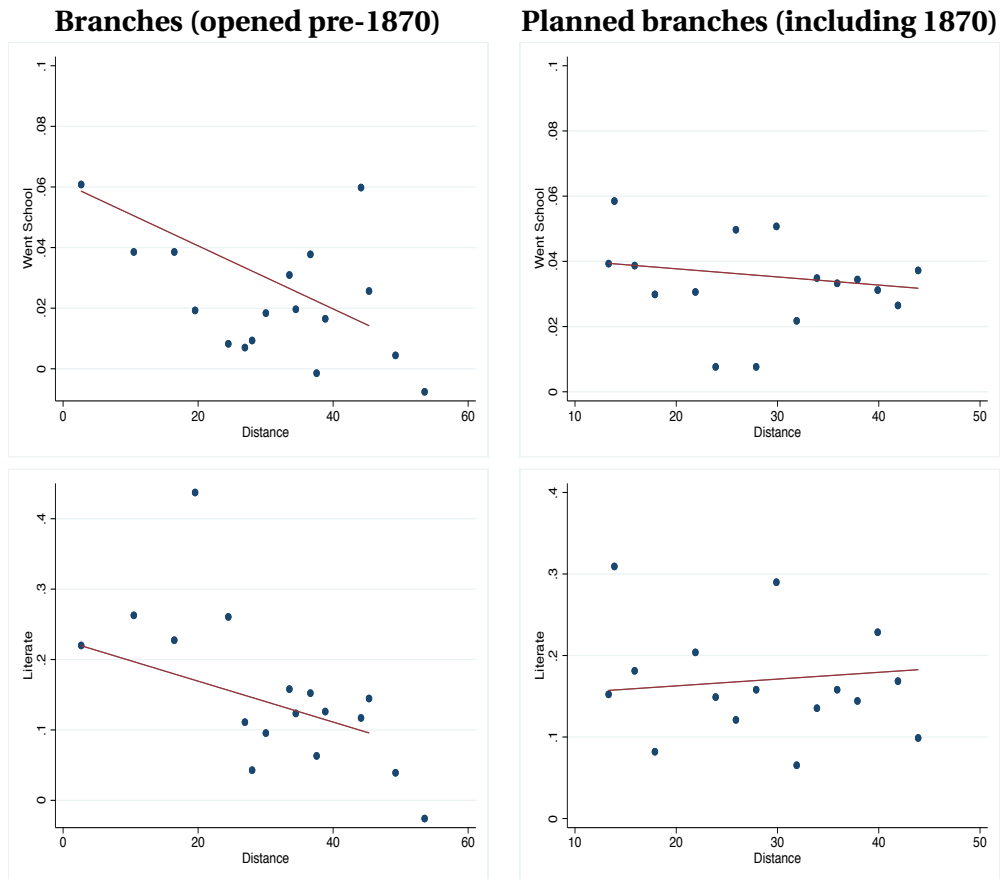 Branches (opened pre-1870)
Planned branches (including 1870)
Went School
.1
.08
.06
.04
.02
0
0 20 40 60
Distance
Went School
.1
.08
.06
.04
.02
0
10 20 30 40 50
Distance
Literate
.4
.3
.2
.1
0
0 20 40 60
Distance
Literate
.4
.3
.2
.1
0
10 20 30 40 50
Distance